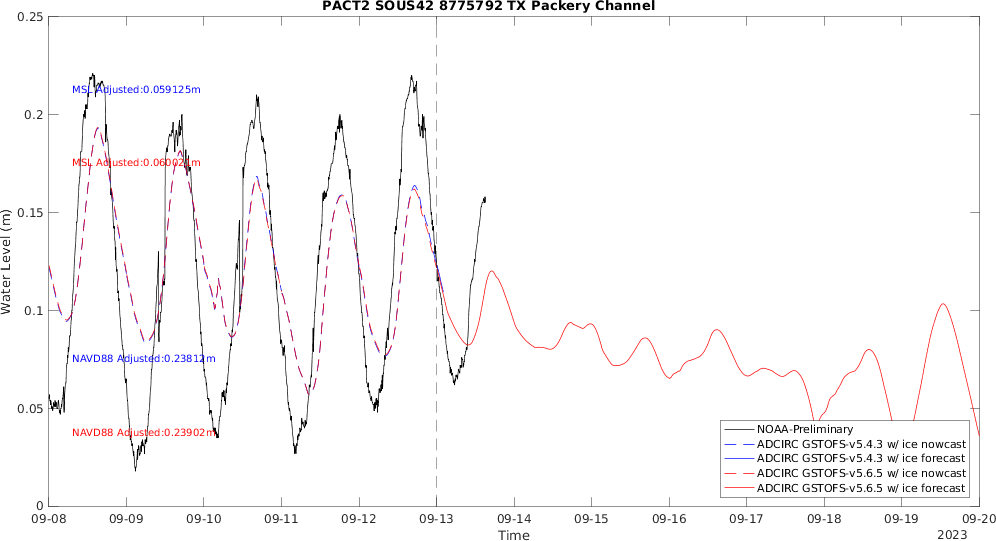 PACT2 SOUS42 8775792 TX Packery Channel
0.25
0.2
0.15
0.1
0.05
0
Water Level (m)
MSL Adjusted:0.059125m
MSL Adjusted:0.06002 m
NAVD88 Adjusted:0.23812m
NAVD88 Adjusted:0.23902m
NOAA-Preliminary
ADCIRC GSTOFS-v5.4.3 w/ ice nowcast
ADCIRC GSTOFS-v5.4.3 w/ ice forecast
ADCIRC GSTOFS-v5.6.5 w/ ice nowcast
ADCIRC GSTOFS-v5.6.5 w/ ice forecast
09-08 09-09 09-10 09-11 09-12 09-13 09-14 09-15 09-16 09-17 09-18 09-19 09-20
Time
2023